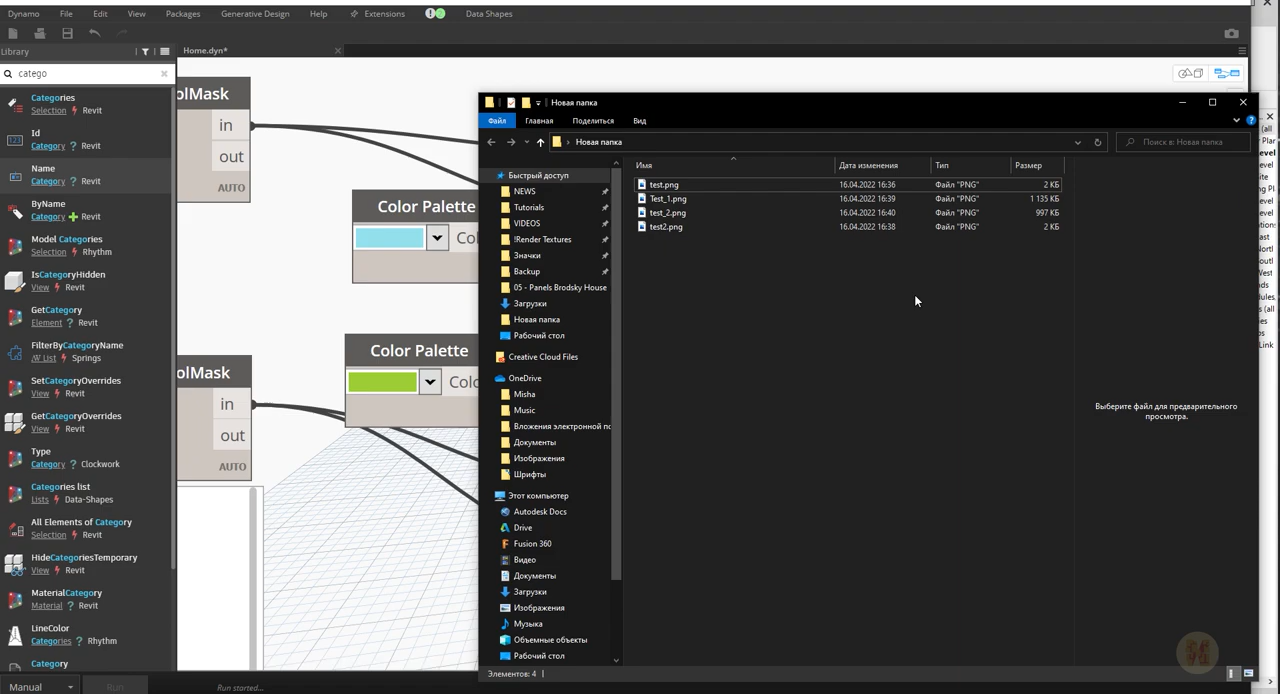 Dynamo File Edit View Packages Generative Design Help Extensions Data Shapes
Library
Home.dyn*
catego
Categories
Selection Revit
Id
Category Revit
Name
Category Revit
ByName
Category Revit
Model Categories
Selection Rhythm
IsCategoryHidden
View Revit
GetCategory
Element ? Revit
FilterByCategoryName
.IV List Springs
SetCategoryOverrides
View Revit
GetCategoryOverrides
View ? Revit
Type
Category ? Clockwork
Categories list
Lists Data-Shapes
All Elements of Category
Selection Revit
HideCategoriesTemporary
View Revit
MaterialCategory
Material ? Revit
LineColor
Categories ? Rhythm
Category
Manual Run Run started...
olMask
in
out
AUTO
Color Palette
Col
Color Palette
Colo
olMask
in
out
AUTO
Новая папка
Файл Главная Поделиться Вид
Новая папка
Поиск в: Новая папка
Имя Дата изменения Тип Размер
test.png 16.04.2022 16:36 Файл "PNG" 2 КБ
Test_1.png 16.04.2022 16:39 Файл "PNG" 1 135 КБ
test_2.png 16.04.2022 16:40 Файл "PNG" 997 КБ
test2.png 16.04.2022 16:38 Файл "PNG" 2 КБ
Быстрый доступ
NEWS
Tutorials
VIDEOS
!Render Textures
Значки
Backup
05 - Panels Brodsky House
Загрузки
Новая папка
Рабочий стол
Creative Cloud Files
OneDrive
Misha
Music
Вложения электронной по
Документы
Изображения
Шрифты
Этот компьютер
Autodesk Docs
Drive
Fusion 360
Видео
Документы
Загрузки
Изображения
Музыка
Объемные объекты
Рабочий стол
Выберите файл для предварительного
просмотра.
Элементов: 4